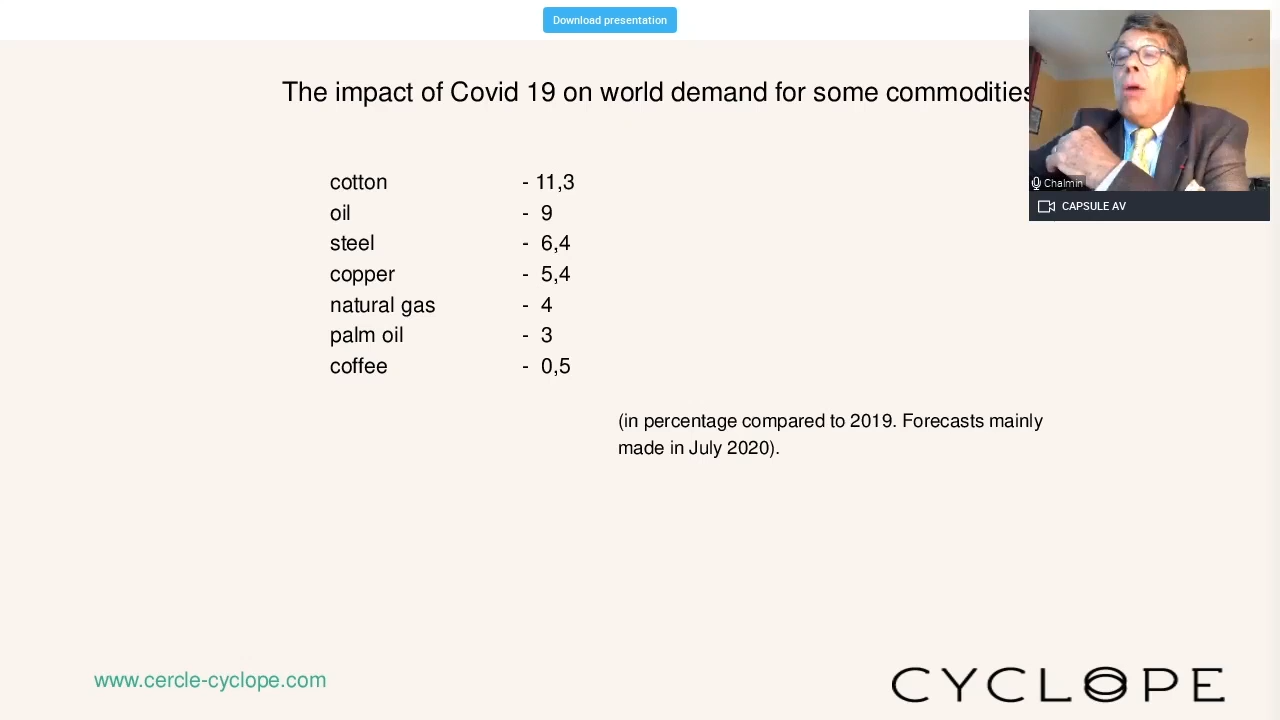 Download presentation
The impact of Covid 19 on world demand for some commodities
cotton - 11,3
oil - 9
steel - 6,4
copper - 5,4
natural gas - 4
palm oil - 3
coffee - 0,5
(in percentage compared to 2019. Forecasts mainly
made in July 2020).
Chalmin
CAPSULE AV
www.cercle-cyclope.com
CYCLOPE